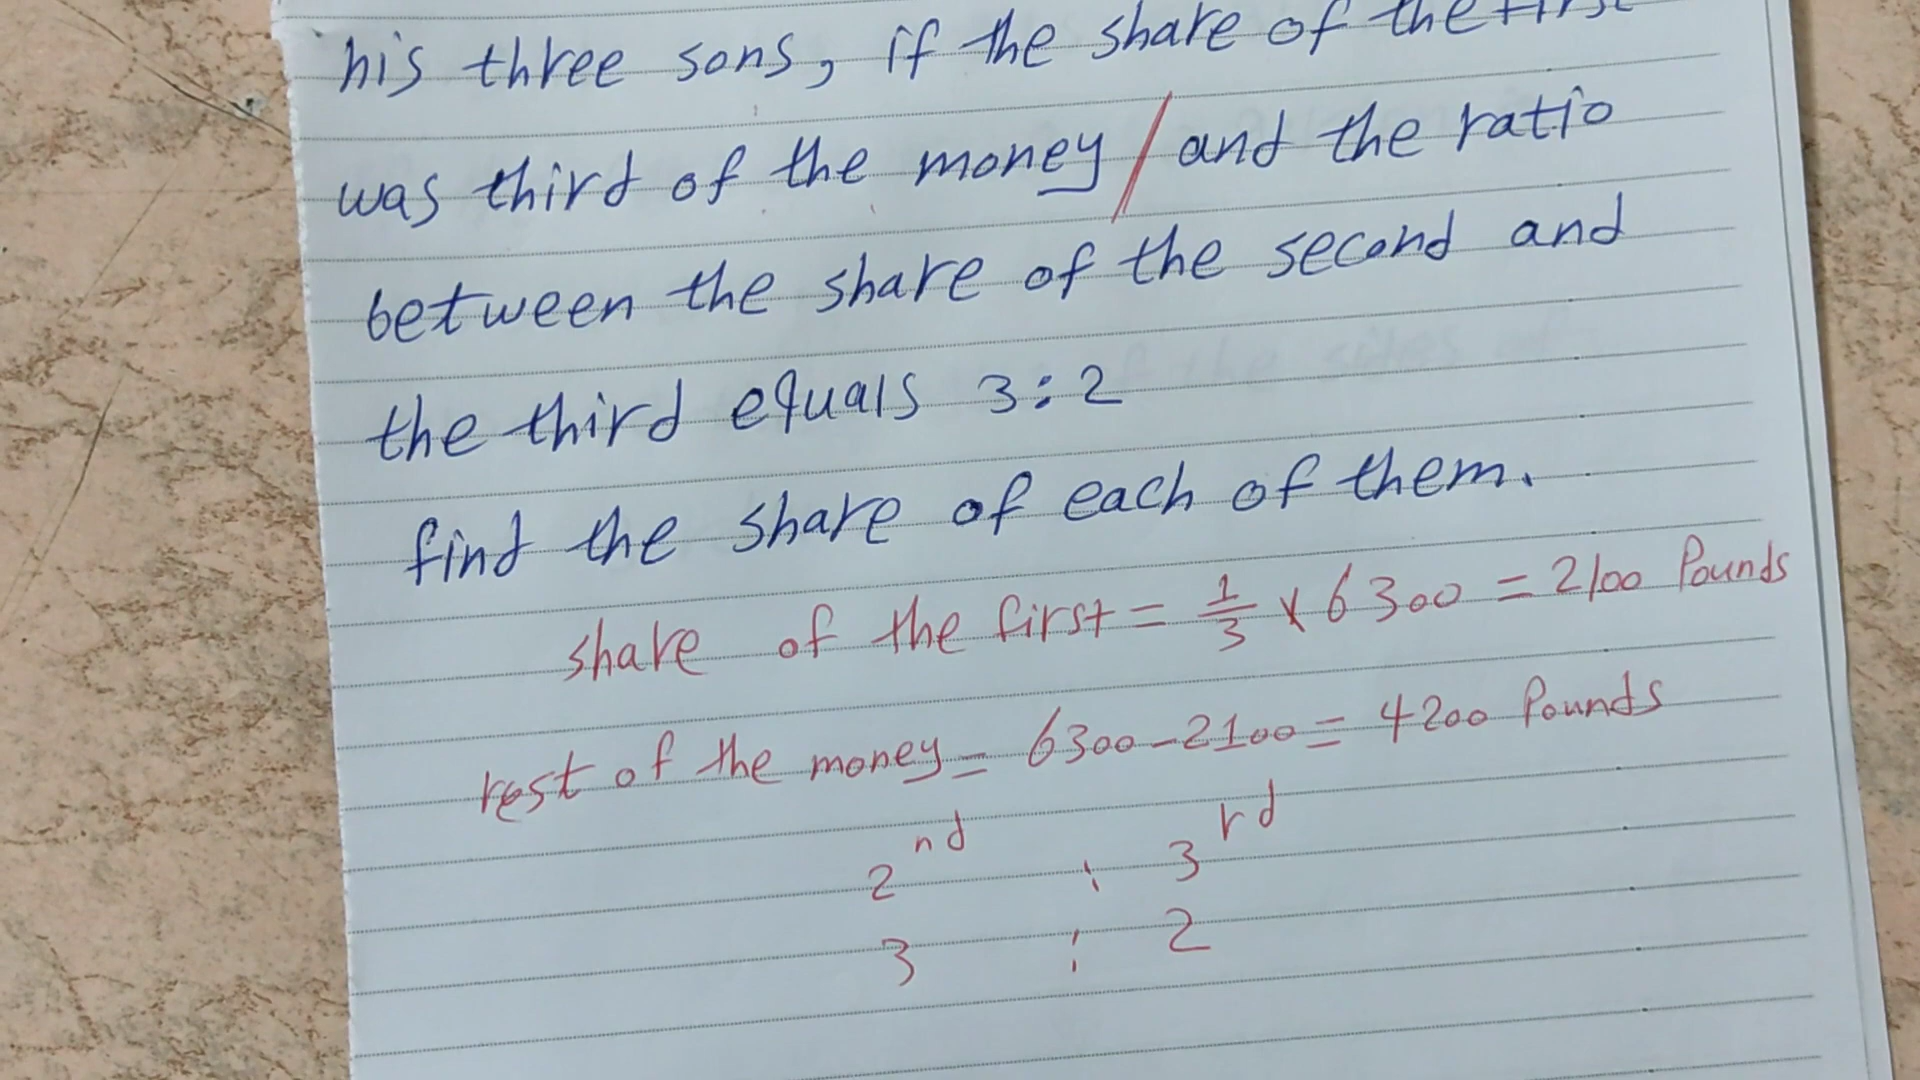 his three sons, if the share of the first
was third of the money / and the ratio
between the share of the second and
the third equals 3:2
find the share of each of them.
share of the first = 1/3 x 6300 = 2100 Pounds
rest of the money = 6300 - 2100 = 4200 Pounds
2nd : 3rd
3 : 2